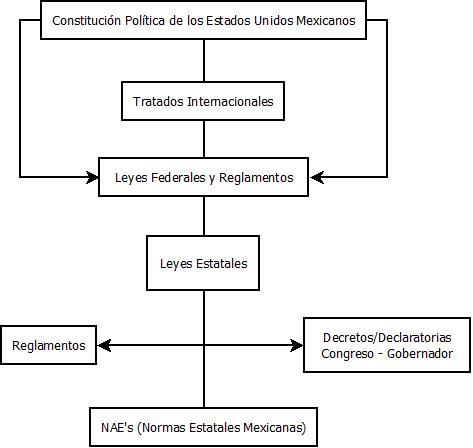 Constitución Política de los Estados Unidos Mexicanos
Tratados Internacionales
Leyes Federales y Reglamentos
Leyes Estatales
Reglamentos
Decretos/Declaratorias
Congreso - Gobernador
NAE's (Normas Estatales Mexicanas)